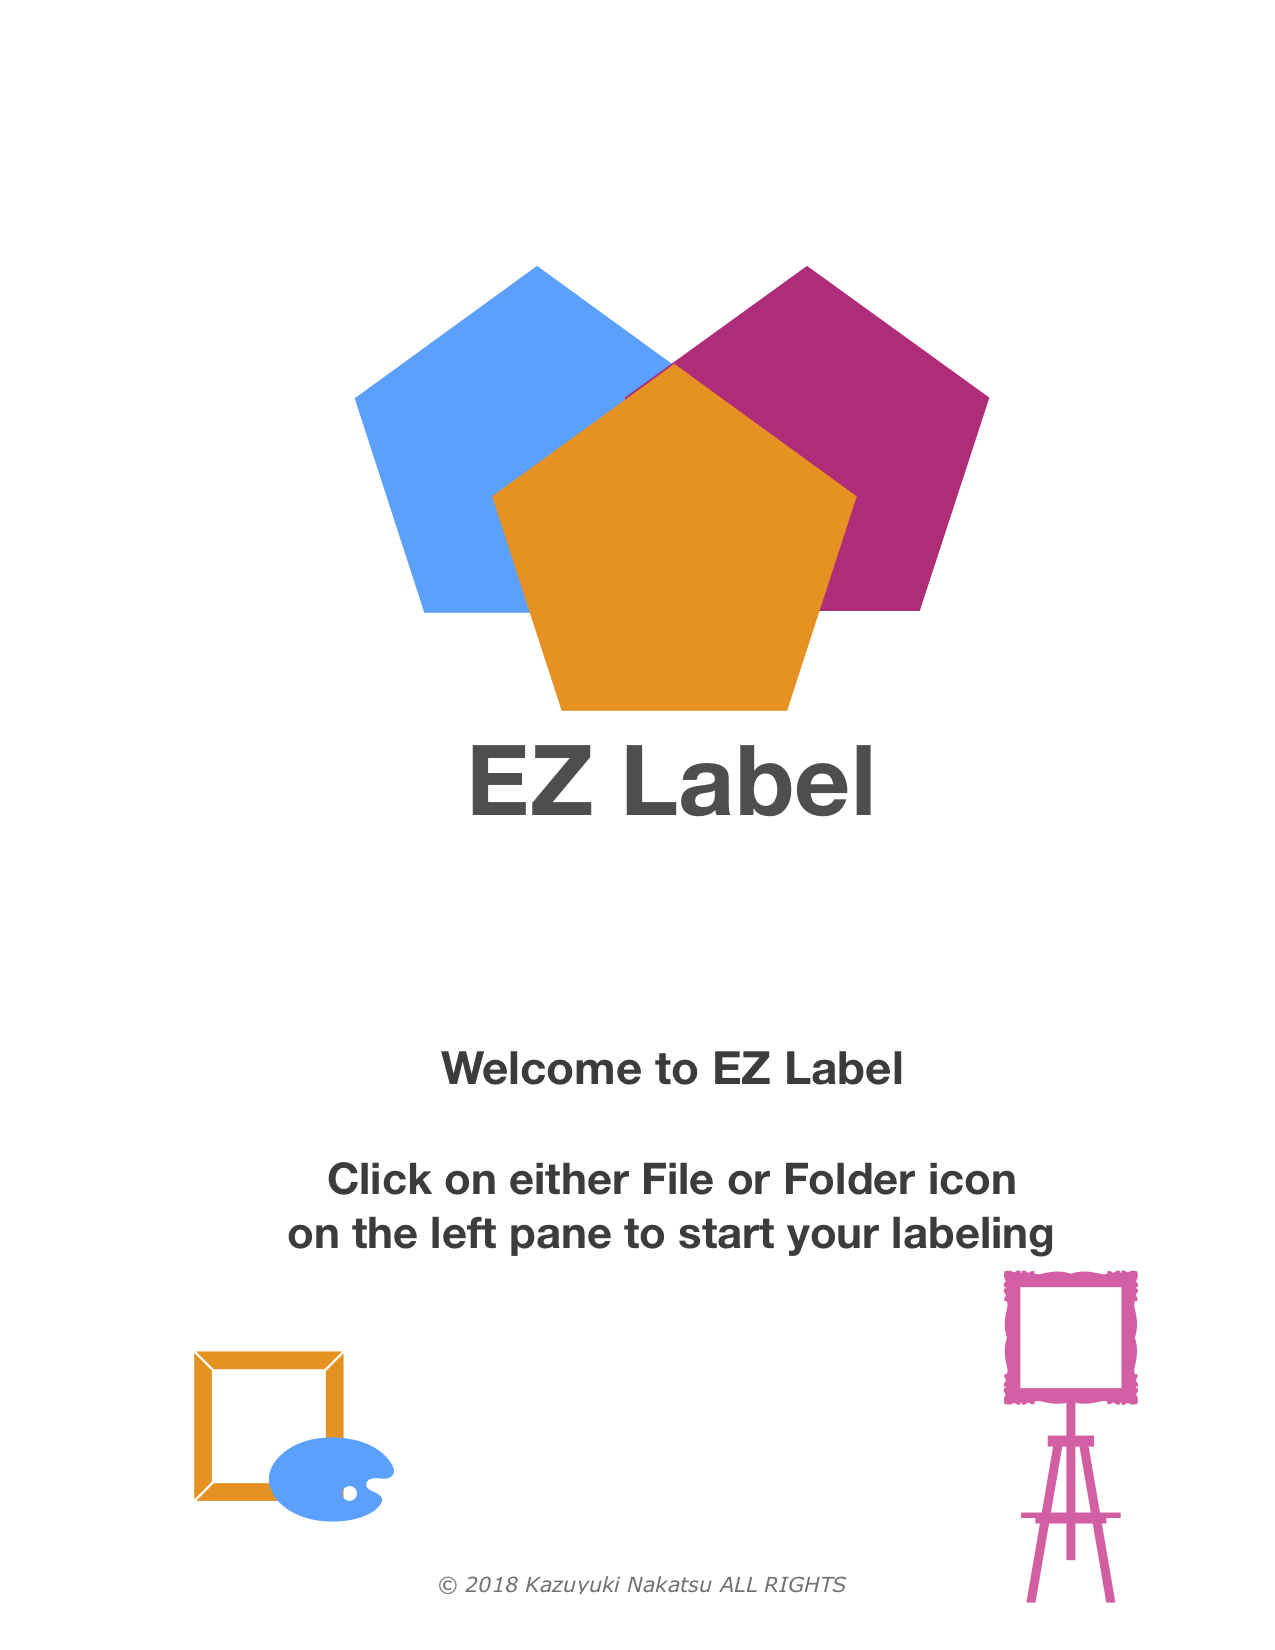 EZ Label
Welcome to EZ Label
Click on either File or Folder icon
on the left pane to start your labeling
© 2018 Kazuyuki Nakatsu ALL RIGHTS